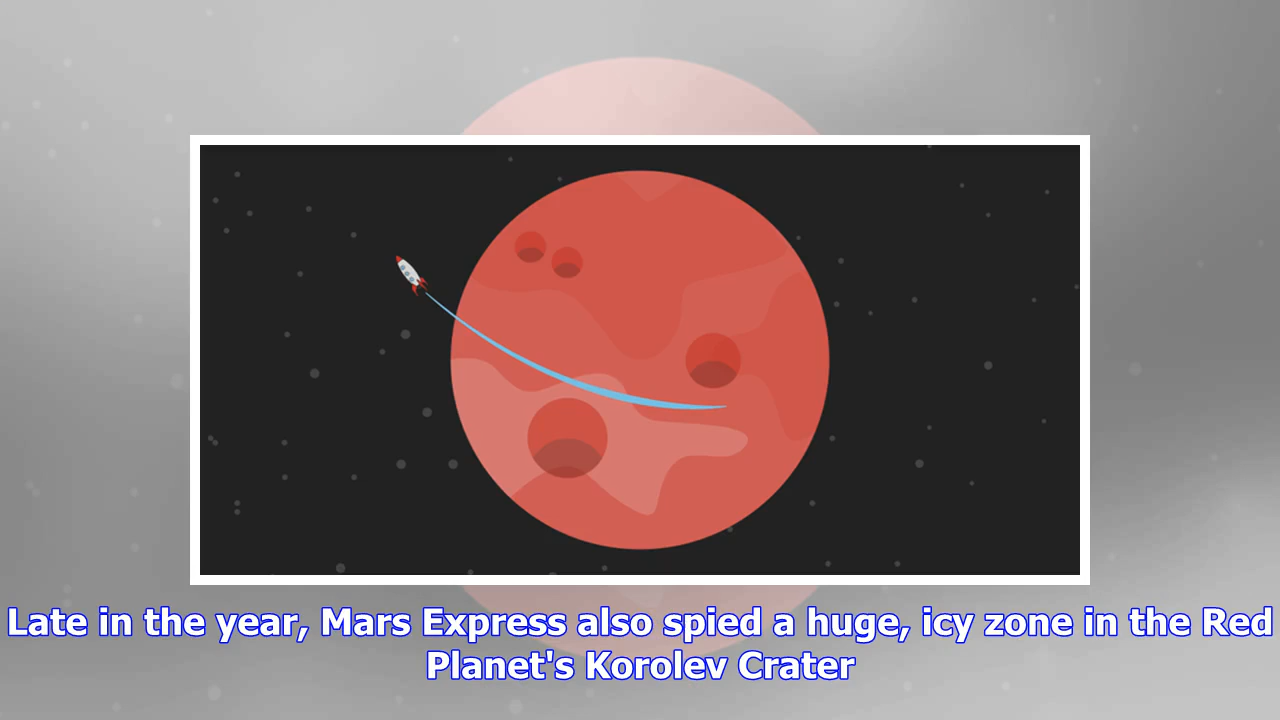 Late in the year, Mars Express also spied a huge, icy zone in the Red
Planet's Korolev Crater